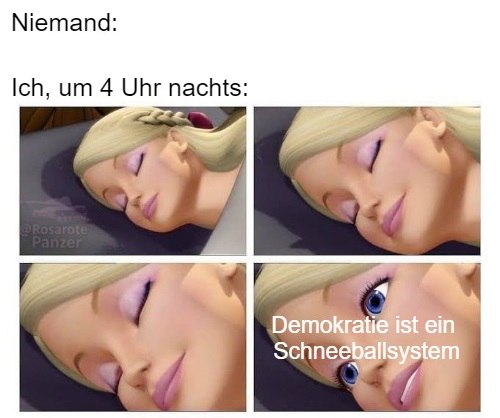 Niemand:
Ich, um 4 Uhr nachts:
@Rosarote
Panzer
Demokratie ist ein
Schneeballsystem